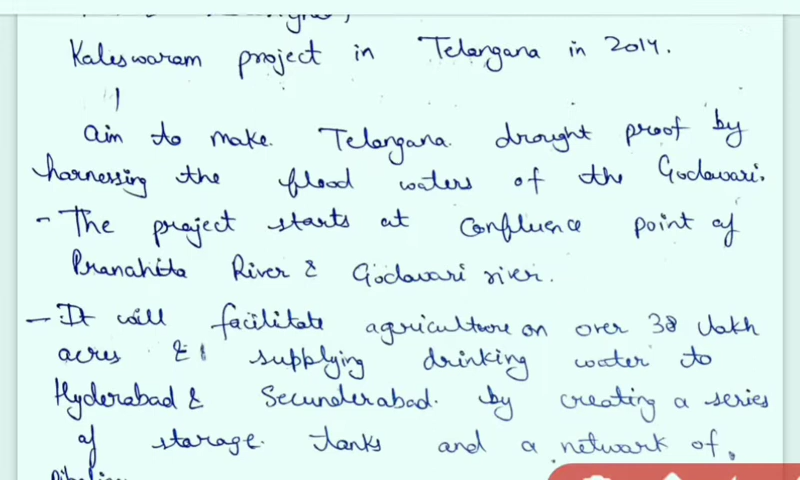 Kaleswaram project in Telangana in 2014.
aim to make Telangana drought proof by
harnessing the flood waters of the Godavari.
- The project starts at Confluence point of
Pranahita River & Godavari river.
- It will facilitate agriculture on over 38 lakh
acres & supplying drinking water to
Hyderabad & Secunderabad. by creating a series
of storage tanks and a network of